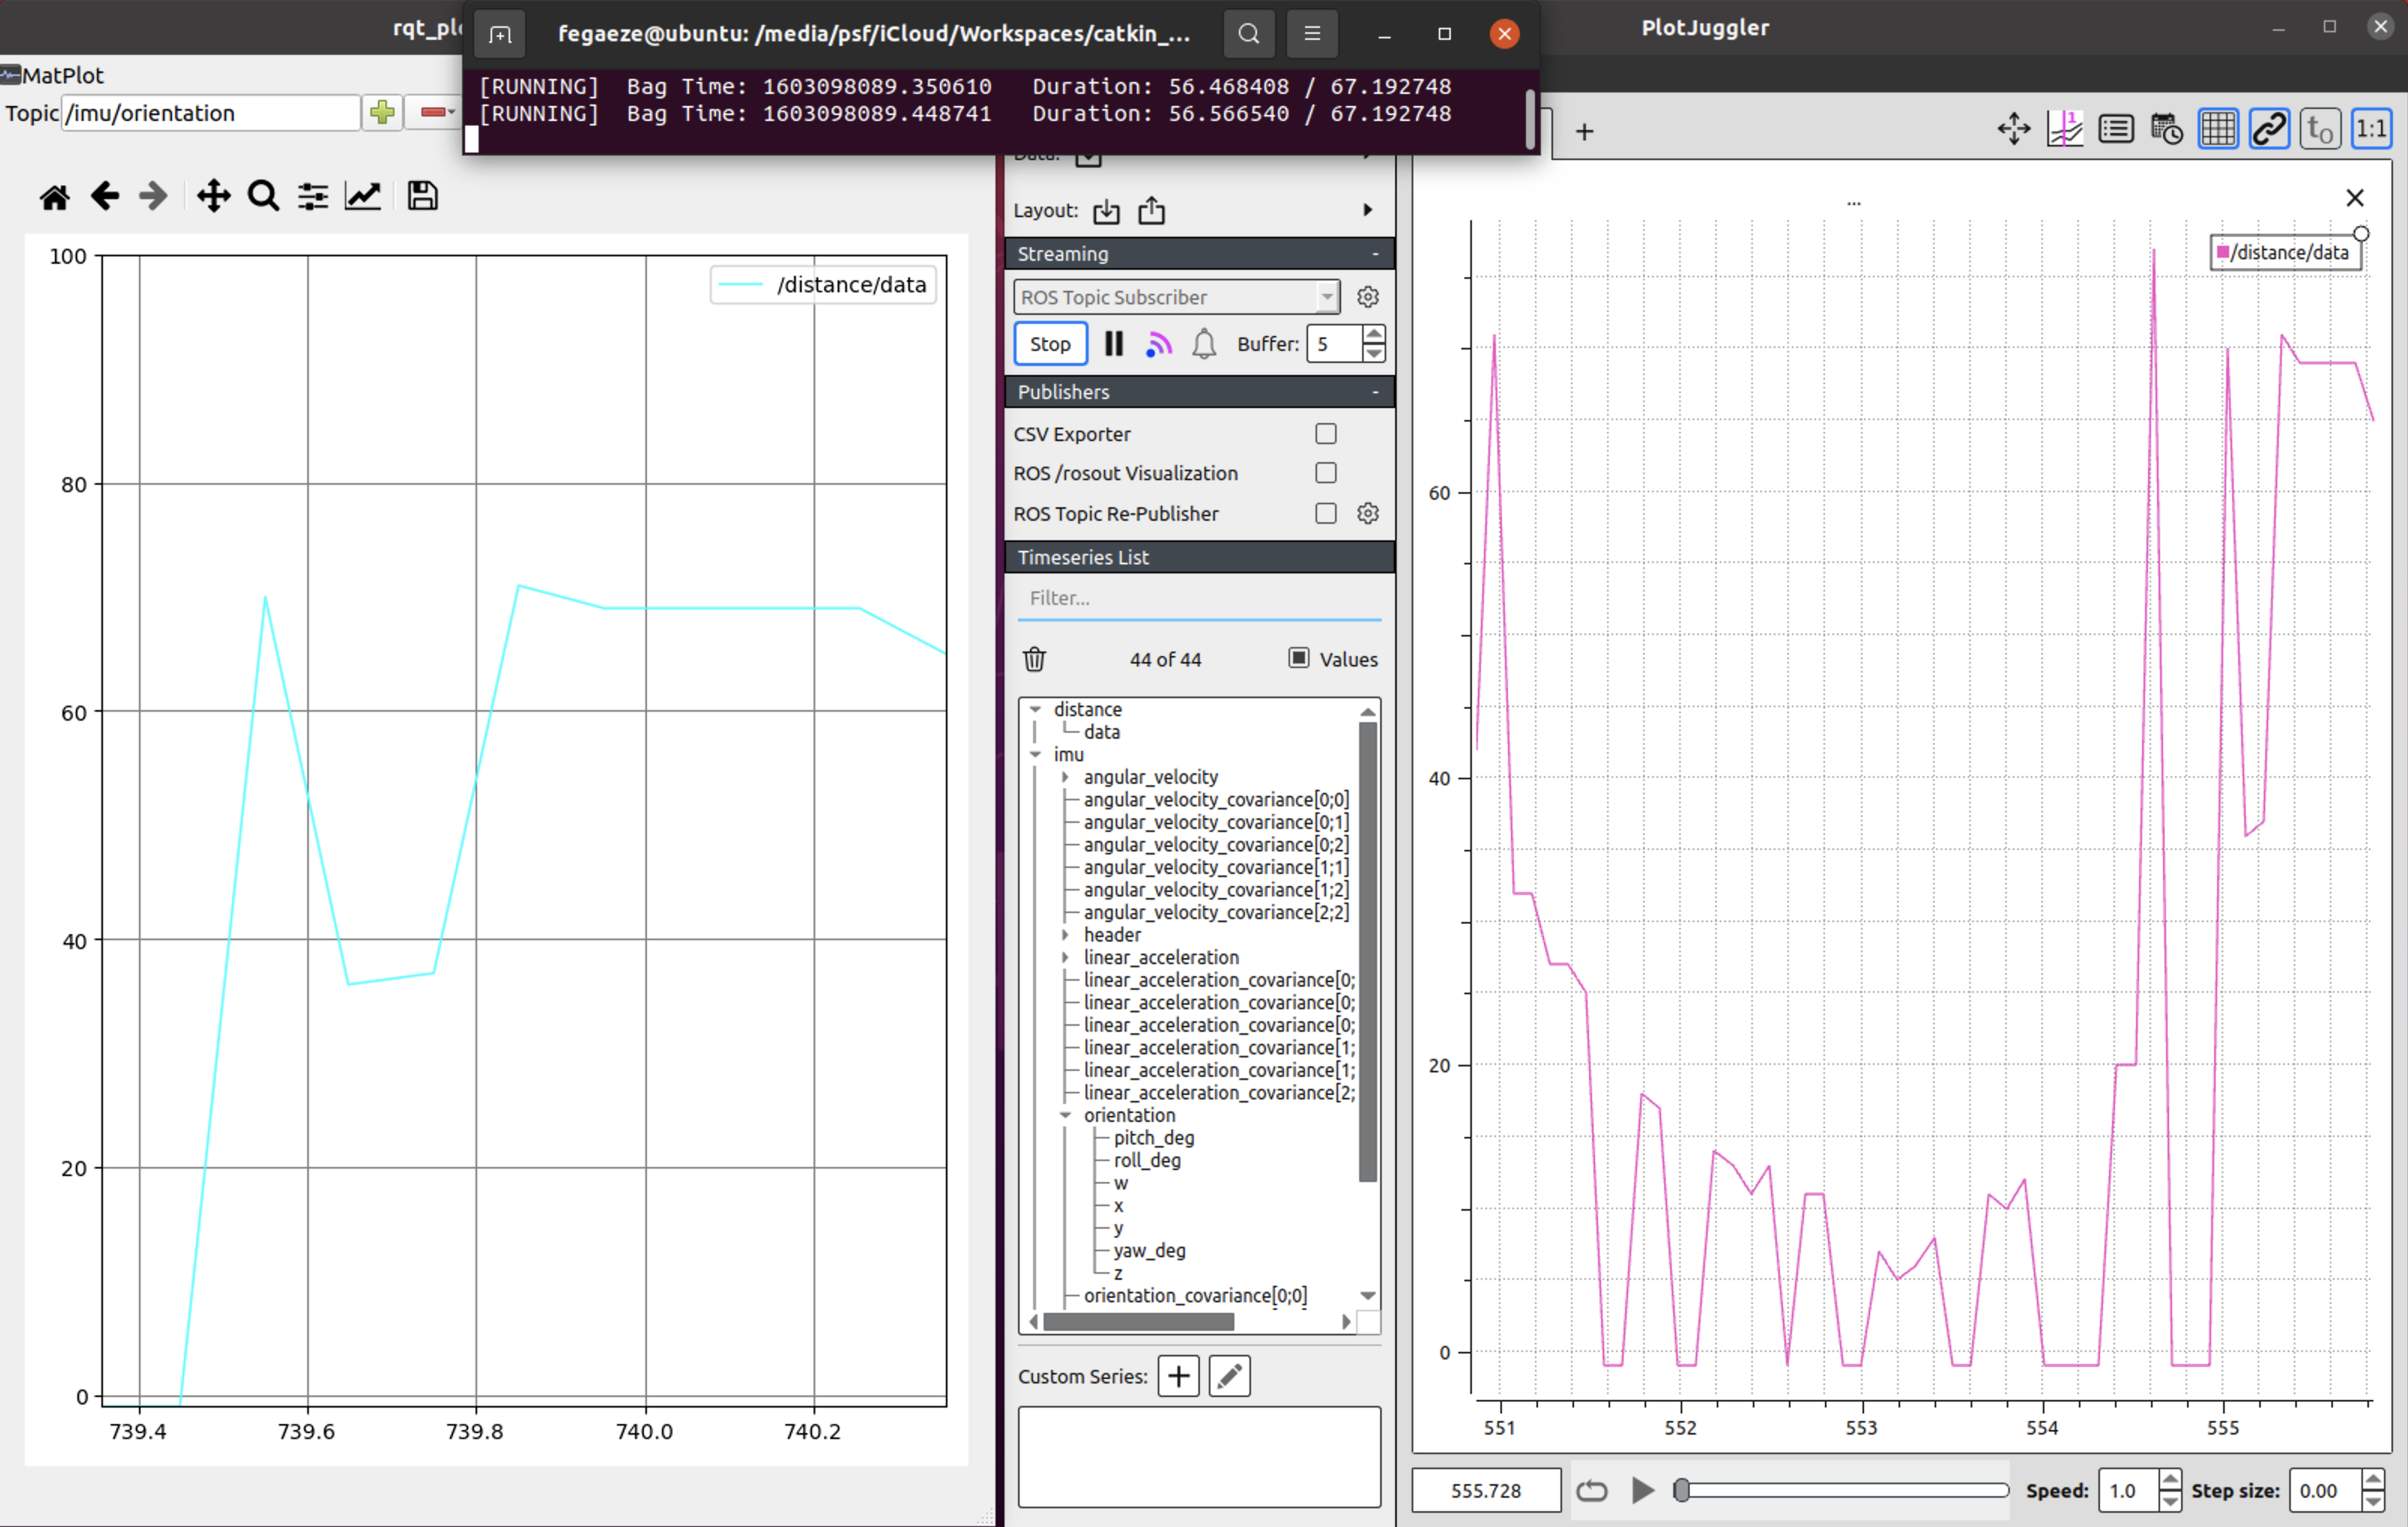 rqt_plo
fegaeze@ubuntu: /media/psf/iCloud/Workspaces/catkin_...
PlotJuggler
MatPlot
Topic /imu/orientation
[RUNNING]  Bag Time: 1603098089.350610   Duration: 56.468408 / 67.192748
[RUNNING]  Bag Time: 1603098089.448741   Duration: 56.566540 / 67.192748
1
t0
1:1
/distance/data
100
80
60
40
20
0
739.4 739.6 739.8 740.0 740.2
Data:
Layout:
Streaming -
ROS Topic Subscriber
Stop Buffer: 5
Publishers -
CSV Exporter
ROS /rosout Visualization
ROS Topic Re-Publisher
Timeseries List
Filter...
44 of 44 Values
distance
data
imu
angular_velocity
angular_velocity_covariance[0;0]
angular_velocity_covariance[0;1]
angular_velocity_covariance[0;2]
angular_velocity_covariance[1;1]
angular_velocity_covariance[1;2]
angular_velocity_covariance[2;2]
header
linear_acceleration
linear_acceleration_covariance[0;
linear_acceleration_covariance[0;
linear_acceleration_covariance[0;
linear_acceleration_covariance[1;
linear_acceleration_covariance[1;
linear_acceleration_covariance[2;
orientation
pitch_deg
roll_deg
w
x
y
yaw_deg
z
orientation_covariance[0;0]
Custom Series:
...
/distance/data
60
40
20
0
551 552 553 554 555
555.728 Speed: 1.0 Step size: 0.00